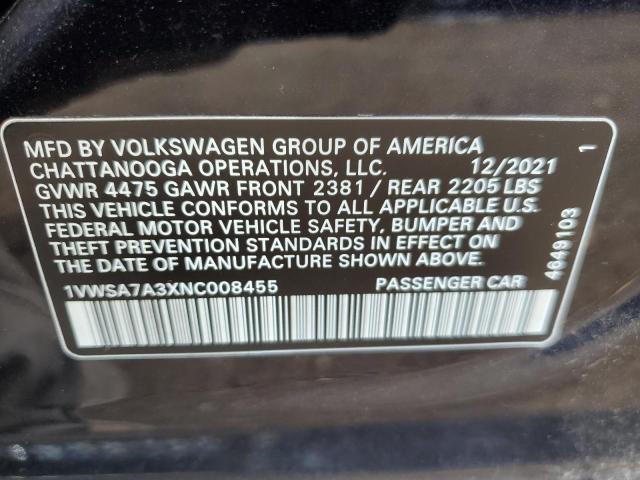 MFD BY VOLKSWAGEN GROUP OF AMERICA
CHATTANOOGA OPERATIONS, LLC. 12/2021
GVWR 4475 GAWR FRONT 2381 / REAR 2205 LBS
THIS VEHICLE CONFORMS TO ALL APPLICABLE U.S.
FEDERAL MOTOR VEHICLE SAFETY, BUMPER AND
THEFT PREVENTION STANDARDS IN EFFECT ON
THE DATE OF MANUFACTURE SHOWN ABOVE.
1VWSA7A3XNC008455 PASSENGER CAR
4649103
1